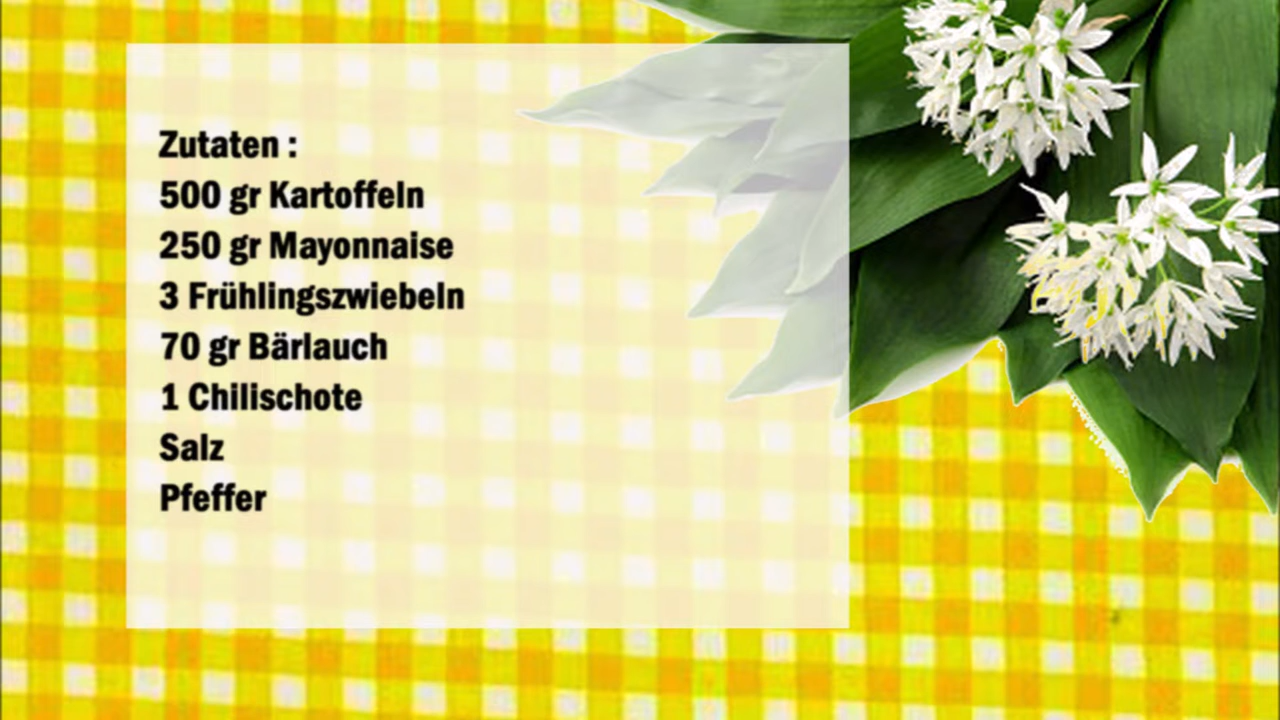 Zutaten :
500 gr Kartoffeln
250 gr Mayonnaise
3 Frühlingszwiebeln
70 gr Bärlauch
1 Chilischote
Salz
Pfeffer